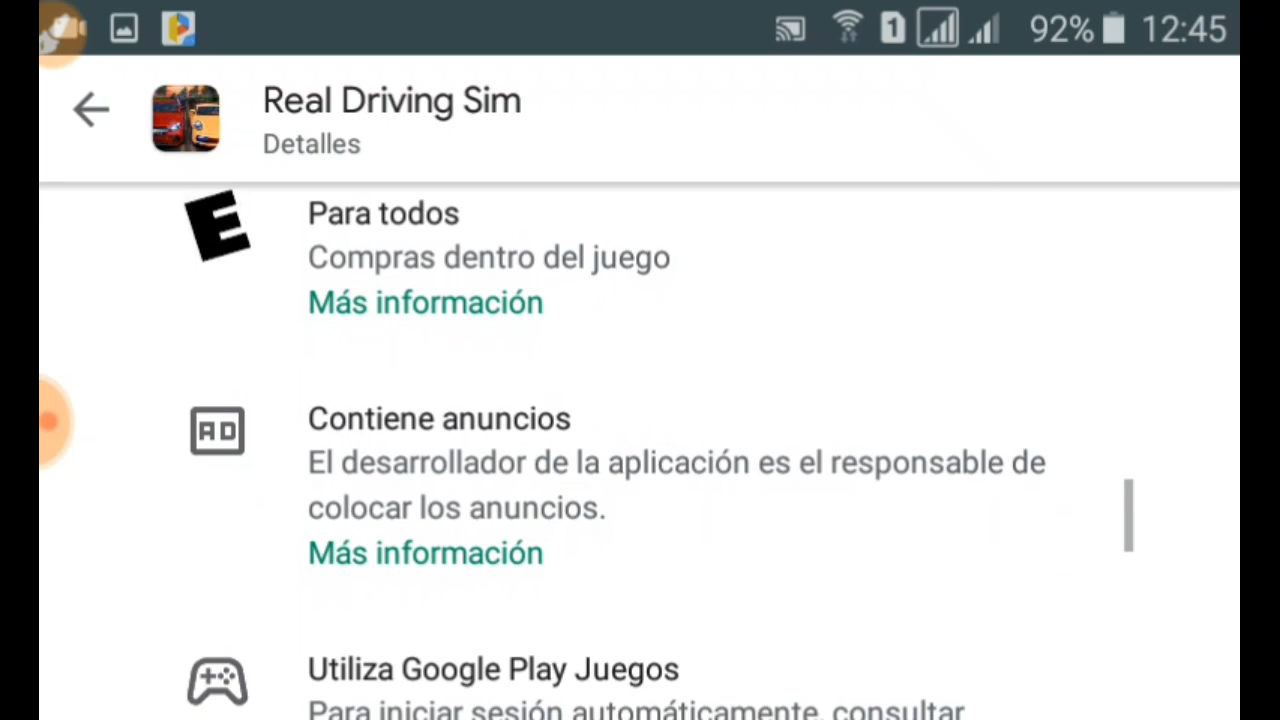 1 92% 12:45
Real Driving Sim
Detalles
E Para todos
Compras dentro del juego
Más información
AD Contiene anuncios
El desarrollador de la aplicación es el responsable de
colocar los anuncios.
Más información
Utiliza Google Play Juegos
Para iniciar sesión automáticamente, consultar